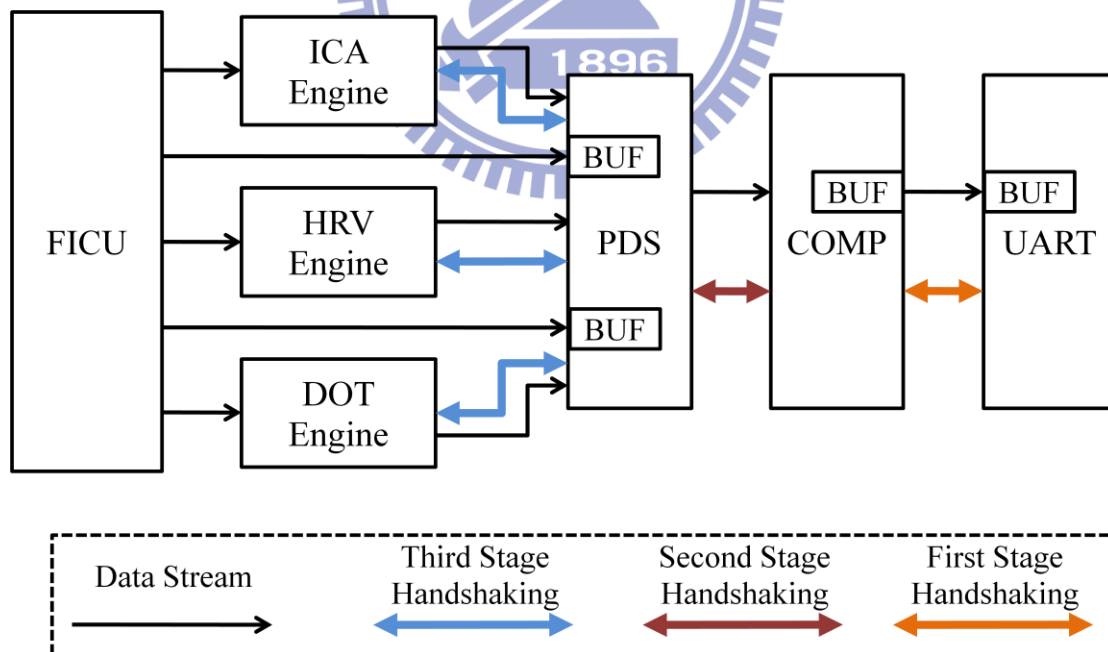 1896
ICA
Engine
BUF
HRV
Engine
FICU
PDS
BUF
COMP
BUF
UART
BUF
DOT
Engine
Data Stream
Third Stage
Handshaking
Second Stage
Handshaking
First Stage
Handshaking